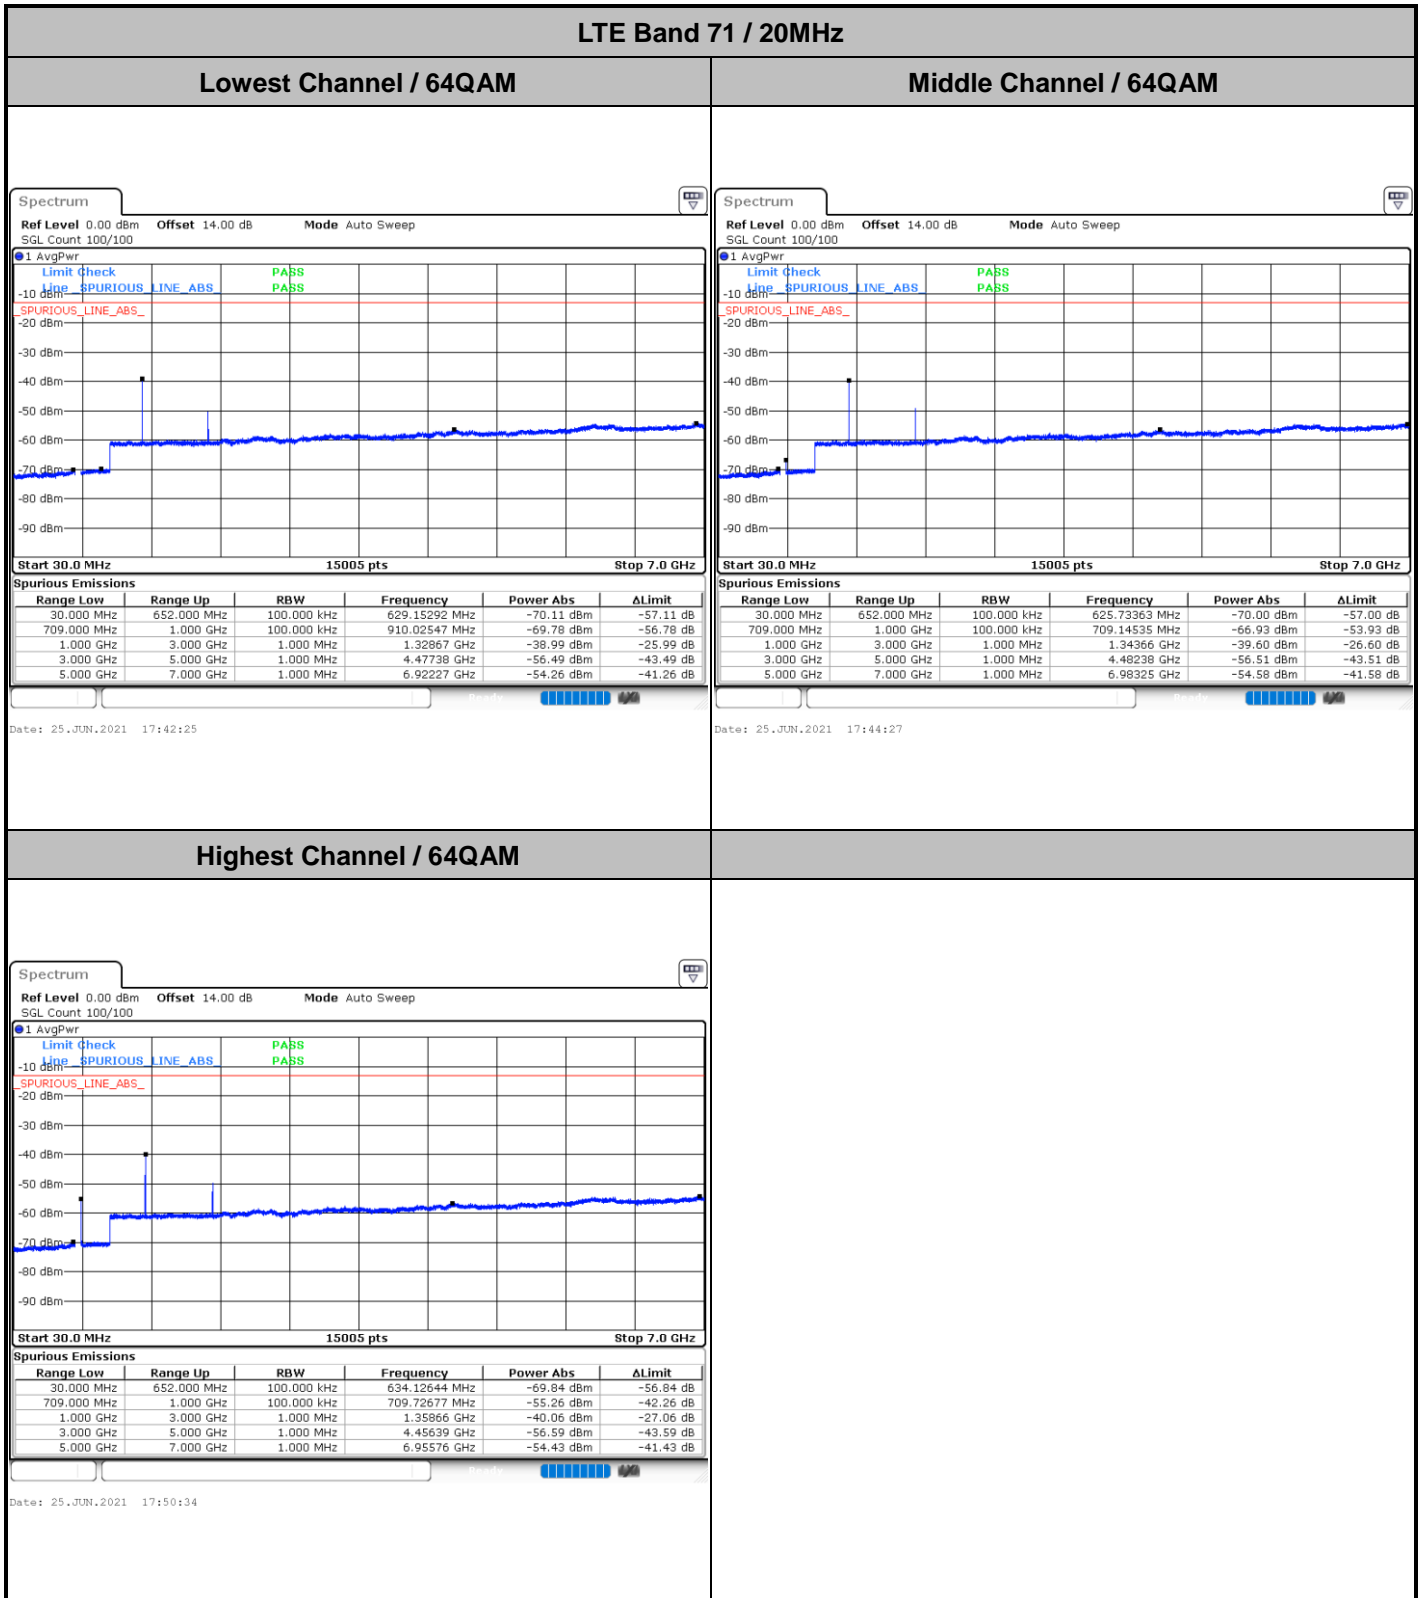 LTE Band 71 / 20MHz
Lowest Channel / 64QAM
Middle Channel / 64QAM
Spectrum
Ref Level 0.00 dBm Offset 14.00 dB Mode Auto Sweep
SGL Count 100/100
1 AvgPwr
Limit Check PASS
Line _SPURIOUS_LINE_ABS_ PASS
-10 dBm
_SPURIOUS_LINE_ABS_
-20 dBm
-30 dBm
-40 dBm
-50 dBm
-60 dBm
-70 dBm
-80 dBm
-90 dBm
Start 30.0 MHz 15005 pts Stop 7.0 GHz
Spurious Emissions
Range Low Range Up RBW Frequency Power Abs ΔLimit
30.000 MHz 652.000 MHz 100.000 kHz 629.15292 MHz -70.11 dBm -57.11 dB
709.000 MHz 1.000 GHz 100.000 kHz 910.02547 MHz -69.78 dBm -56.78 dB
1.000 GHz 3.000 GHz 1.000 MHz 1.32867 GHz -38.99 dBm -25.99 dB
3.000 GHz 5.000 GHz 1.000 MHz 4.47738 GHz -56.49 dBm -43.49 dB
5.000 GHz 7.000 GHz 1.000 MHz 6.92227 GHz -54.26 dBm -41.26 dB
Ready
Date: 25.JUN.2021 17:42:25
Spectrum
Ref Level 0.00 dBm Offset 14.00 dB Mode Auto Sweep
SGL Count 100/100
1 AvgPwr
Limit Check PASS
Line _SPURIOUS_LINE_ABS_ PASS
-10 dBm
_SPURIOUS_LINE_ABS_
-20 dBm
-30 dBm
-40 dBm
-50 dBm
-60 dBm
-70 dBm
-80 dBm
-90 dBm
Start 30.0 MHz 15005 pts Stop 7.0 GHz
Spurious Emissions
Range Low Range Up RBW Frequency Power Abs ΔLimit
30.000 MHz 652.000 MHz 100.000 kHz 625.73363 MHz -70.00 dBm -57.00 dB
709.000 MHz 1.000 GHz 100.000 kHz 709.14535 MHz -66.93 dBm -53.93 dB
1.000 GHz 3.000 GHz 1.000 MHz 1.34366 GHz -39.60 dBm -26.60 dB
3.000 GHz 5.000 GHz 1.000 MHz 4.48238 GHz -56.51 dBm -43.51 dB
5.000 GHz 7.000 GHz 1.000 MHz 6.98325 GHz -54.58 dBm -41.58 dB
Ready
Date: 25.JUN.2021 17:44:27
Highest Channel / 64QAM
Spectrum
Ref Level 0.00 dBm Offset 14.00 dB Mode Auto Sweep
SGL Count 100/100
1 AvgPwr
Limit Check PASS
Line _SPURIOUS_LINE_ABS_ PASS
-10 dBm
_SPURIOUS_LINE_ABS_
-20 dBm
-30 dBm
-40 dBm
-50 dBm
-60 dBm
-70 dBm
-80 dBm
-90 dBm
Start 30.0 MHz 15005 pts Stop 7.0 GHz
Spurious Emissions
Range Low Range Up RBW Frequency Power Abs ΔLimit
30.000 MHz 652.000 MHz 100.000 kHz 634.12644 MHz -69.84 dBm -56.84 dB
709.000 MHz 1.000 GHz 100.000 kHz 709.72677 MHz -55.26 dBm -42.26 dB
1.000 GHz 3.000 GHz 1.000 MHz 1.35866 GHz -40.06 dBm -27.06 dB
3.000 GHz 5.000 GHz 1.000 MHz 4.45639 GHz -56.59 dBm -43.59 dB
5.000 GHz 7.000 GHz 1.000 MHz 6.95576 GHz -54.43 dBm -41.43 dB
Ready
Date: 25.JUN.2021 17:50:34